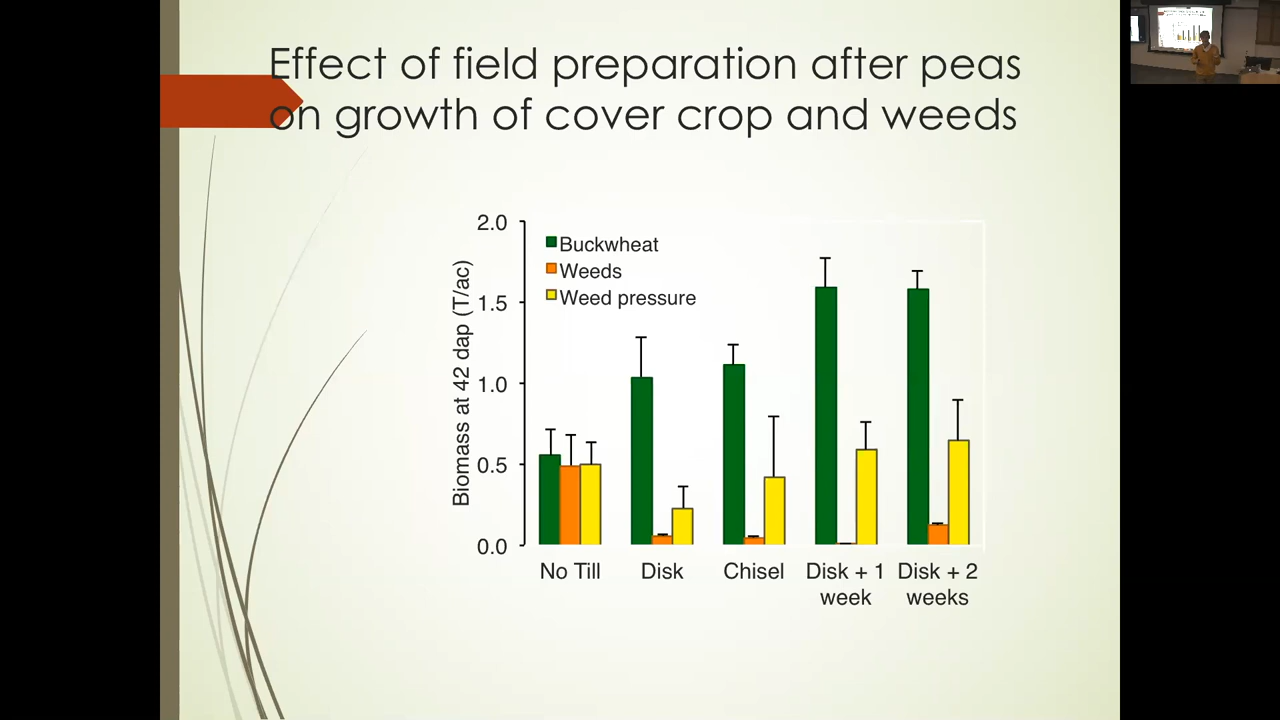 Effect of field preparation after peas
on growth of cover crop and weeds
Biomass at 42 dap (T/ac)
2.0
1.5
1.0
0.5
0.0
Buckwheat
Weeds
Weed pressure
No Till
Disk
Chisel
Disk + 1
week
Disk + 2
weeks